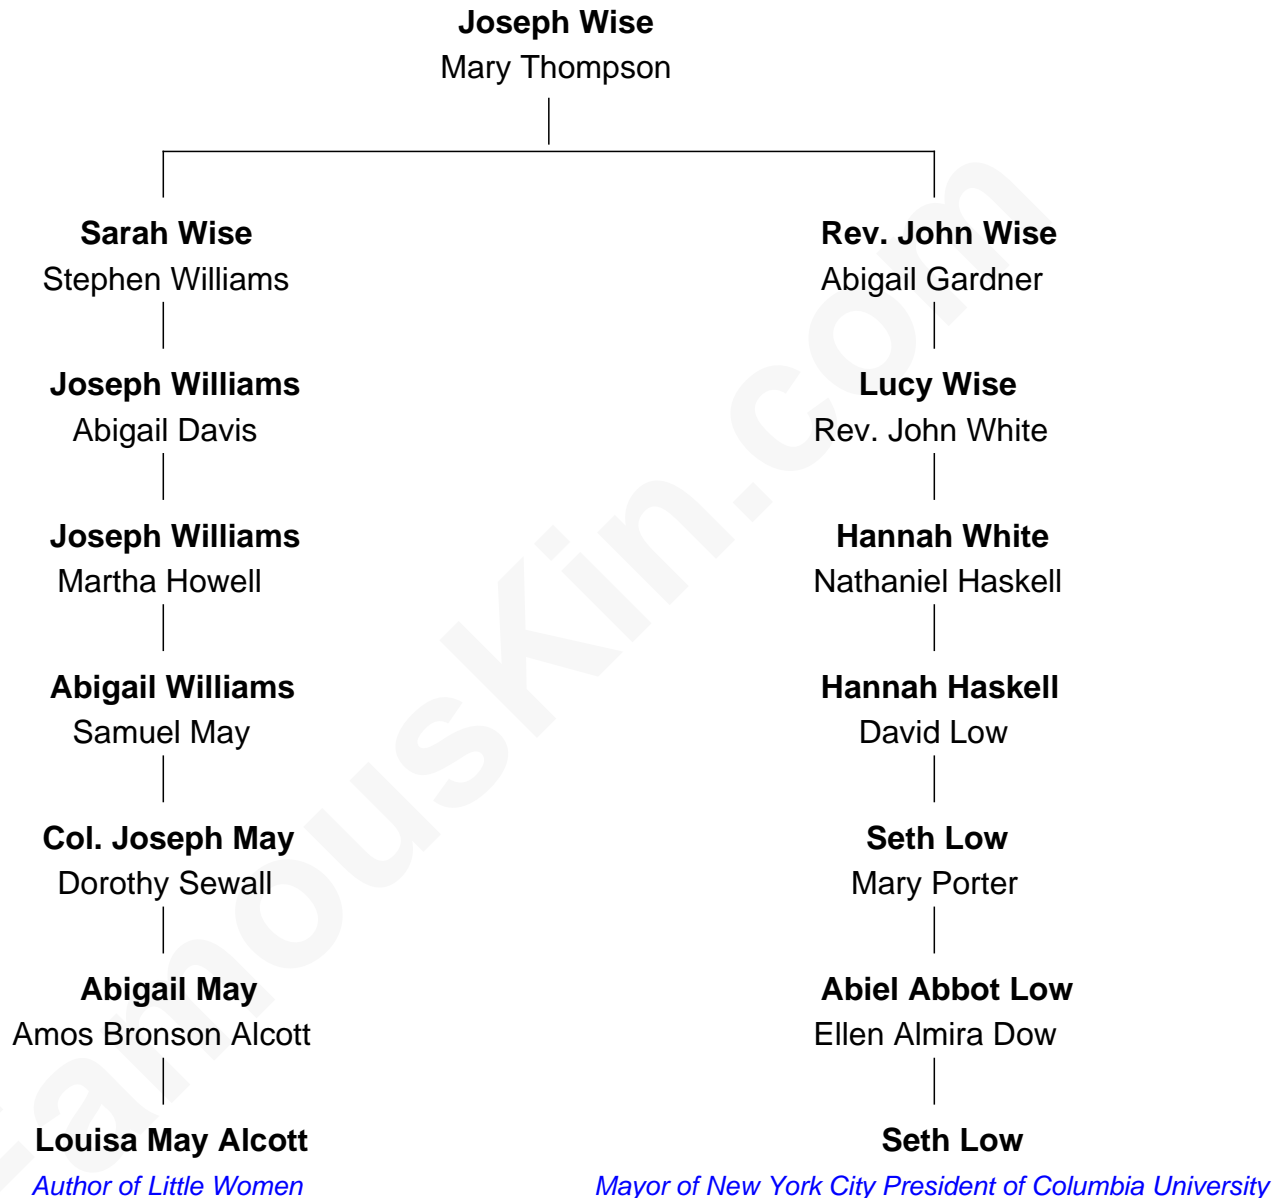 Joseph Wise
Mary Thompson
Sarah Wise
Stephen Williams
Rev. John Wise
Abigail Gardner
Joseph Williams
Abigail Davis
Lucy Wise
Rev. John White
Joseph Williams
Martha Howell
Hannah White
Nathaniel Haskell
Abigail Williams
Samuel May
Hannah Haskell
David Low
Col. Joseph May
Dorothy Sewall
Seth Low
Mary Porter
Abigail May
Amos Bronson Alcott
Abiel Abbot Low
Ellen Almira Dow
Louisa May Alcott
Author of Little Women
Seth Low
Mayor of New York City President of Columbia University
FamousKin.com